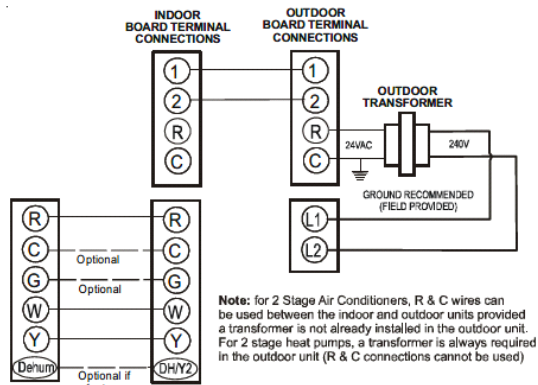 INDOOR
BOARD TERMINAL
CONNECTIONS
OUTDOOR
BOARD TERMINAL
CONNECTIONS
1
2
R
C
1
2
R
C
OUTDOOR
TRANSFORMER
24VAC
240V
GROUND RECOMMENDED
(FIELD PROVIDED)
L1
L2
R
R
C
Optional
C
G
Optional
G
W
W
Y
Y
Dehum
Optional if
DH/Y2
Note: for 2 Stage Air Conditioners, R & C wires can
be used between the indoor and outdoor units provided
a transformer is not already installed in the outdoor unit.
For 2 stage heat pumps, a transformer is always required
in the outdoor unit (R & C connections cannot be used)